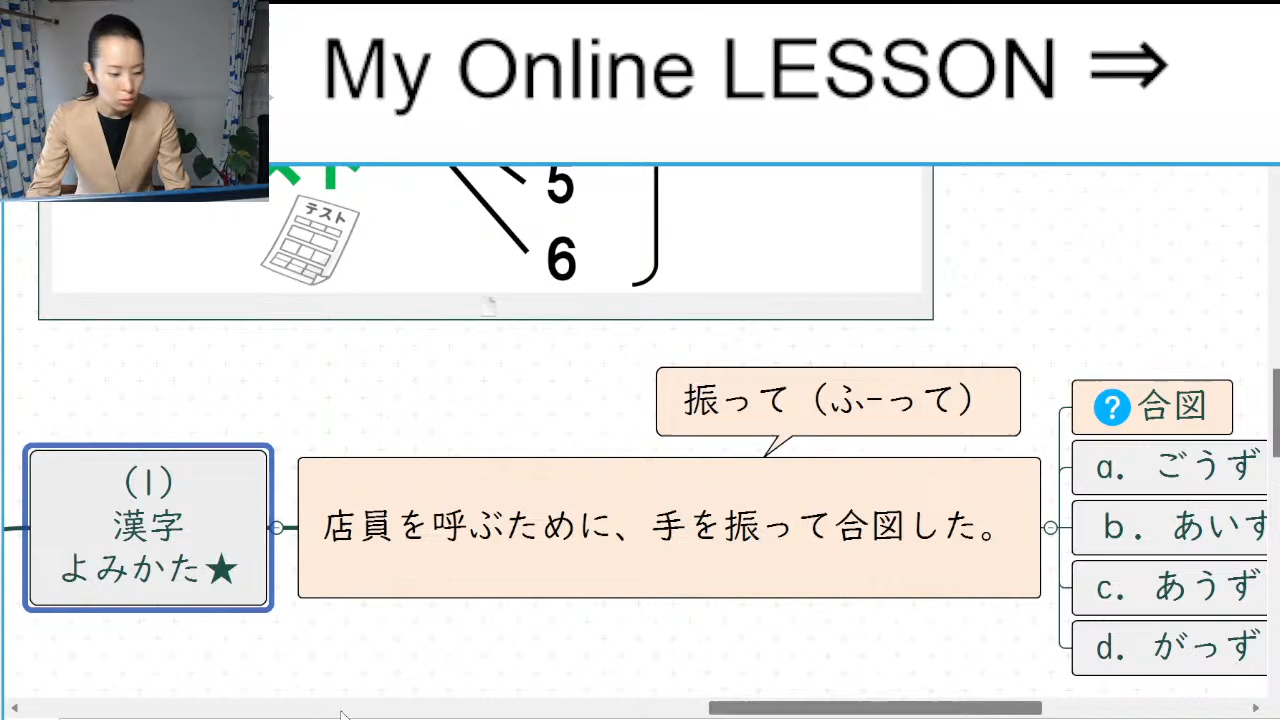 My Online LESSON ⇒
5
テスト
6
振って（ふーって）
合図
(1)
漢字
よみかた★
店員を呼ぶために、手を振って合図した。
a. ごうず
b. あいず
c. あうず
d. がっず